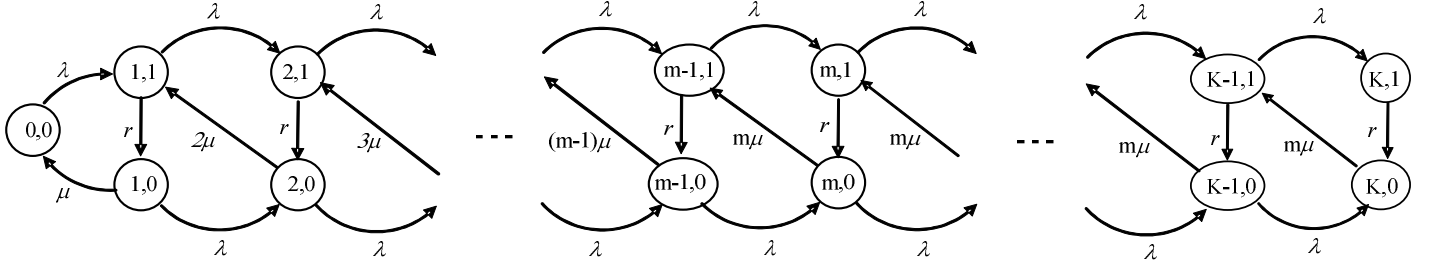 λ λ λ λ λ λ λ
1,1 2,1 m-1,1 m,1 K-1,1 K,1
λ
0,0 r 2μ r 3μ --- (m-1)μ r mμ r mμ --- mμ r mμ r
μ 1,0 2,0 m-1,0 m,0 K-1,0 K,0
λ λ λ λ λ λ λ